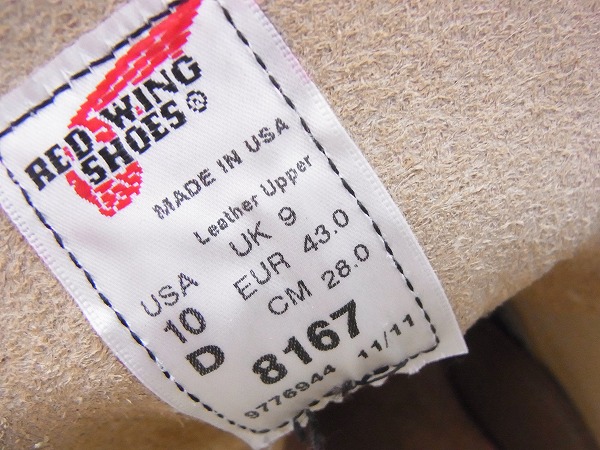 RED WING
SHOES®
MADE IN USA
Leather Upper
USA UK 9
10 EUR 43.0
D CM 28.0
8167
9776944 11/11